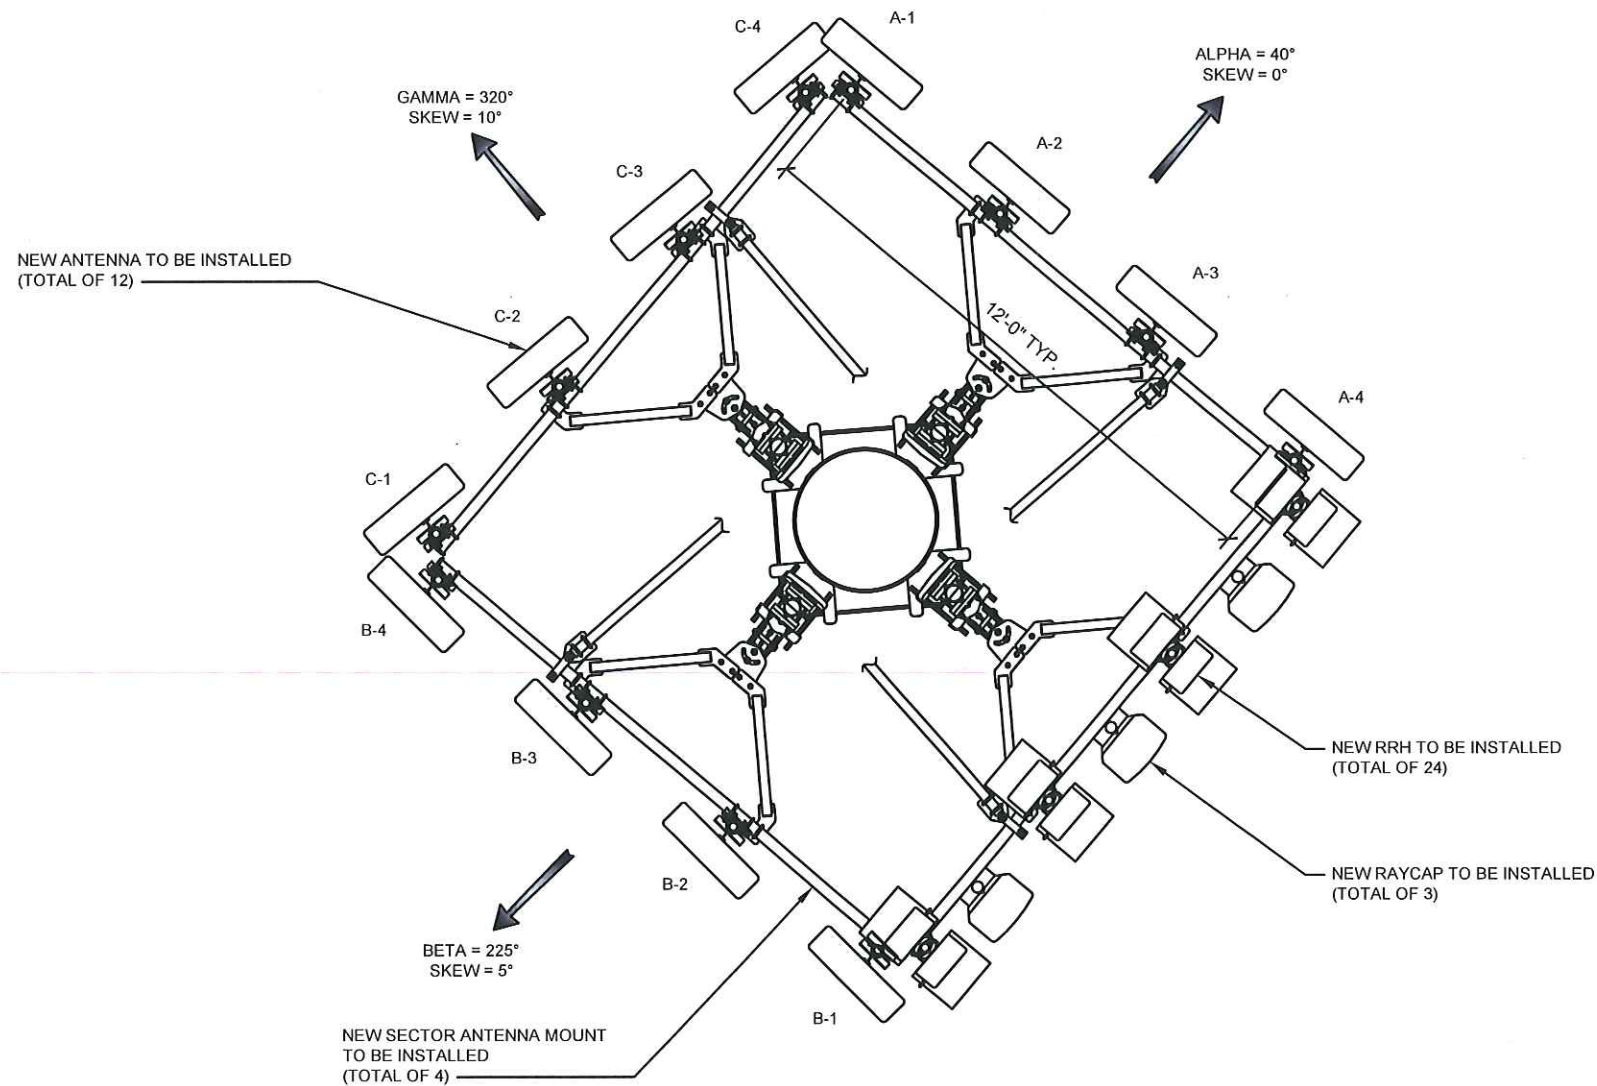 C-4
A-1
ALPHA = 40°
SKEW = 0°
GAMMA = 320°
SKEW = 10°
A-2
C-3
NEW ANTENNA TO BE INSTALLED
(TOTAL OF 12)
A-3
C-2
12'-0" TYP.
A-4
C-1
B-4
NEW RRH TO BE INSTALLED
(TOTAL OF 24)
B-3
NEW RAYCAP TO BE INSTALLED
(TOTAL OF 3)
B-2
BETA = 225°
SKEW = 5°
B-1
NEW SECTOR ANTENNA MOUNT
TO BE INSTALLED
(TOTAL OF 4)